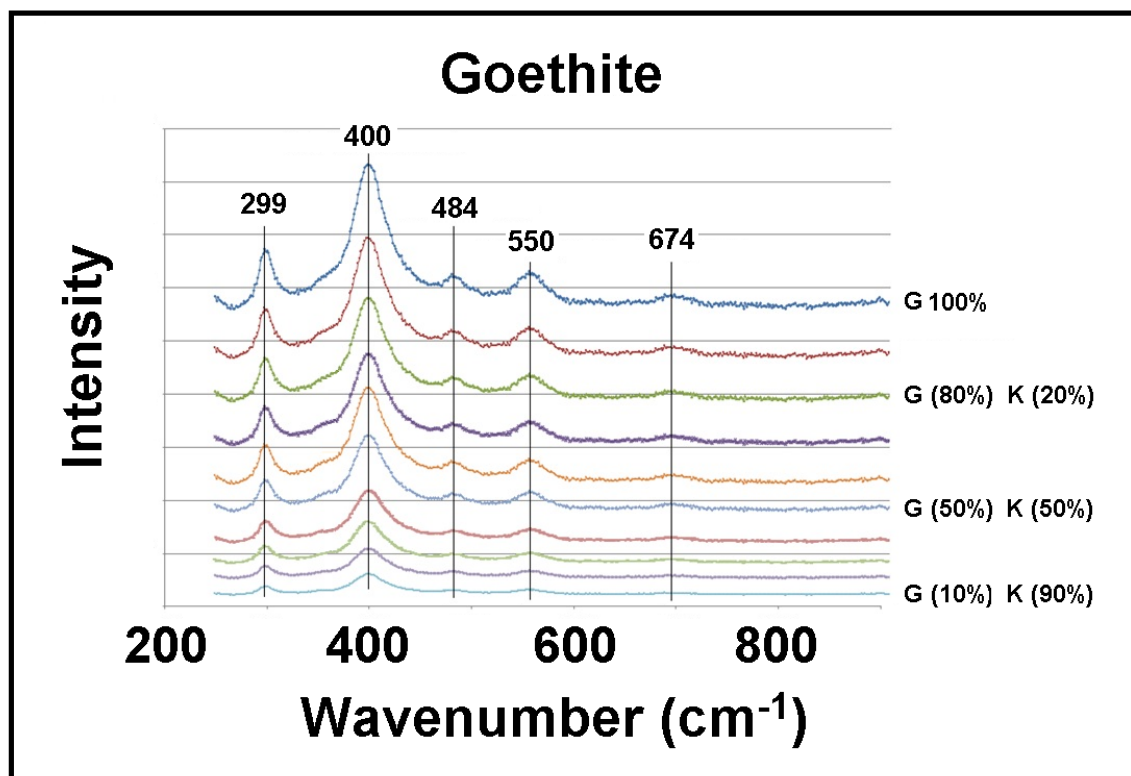 Goethite
400
299
484
550
674
Intensity
G 100%
G (80%) K (20%)
G (50%) K (50%)
G (10%) K (90%)
200 400 600 800
Wavenumber (cm⁻¹)